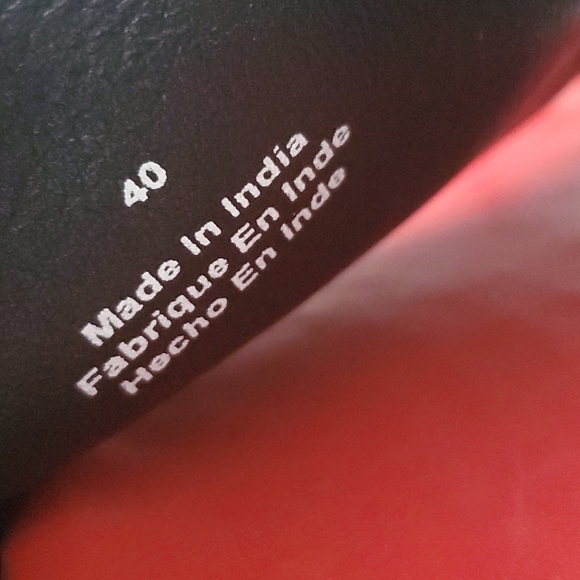 40
Made In India
Fabrique En Inde
Hecho En Inde